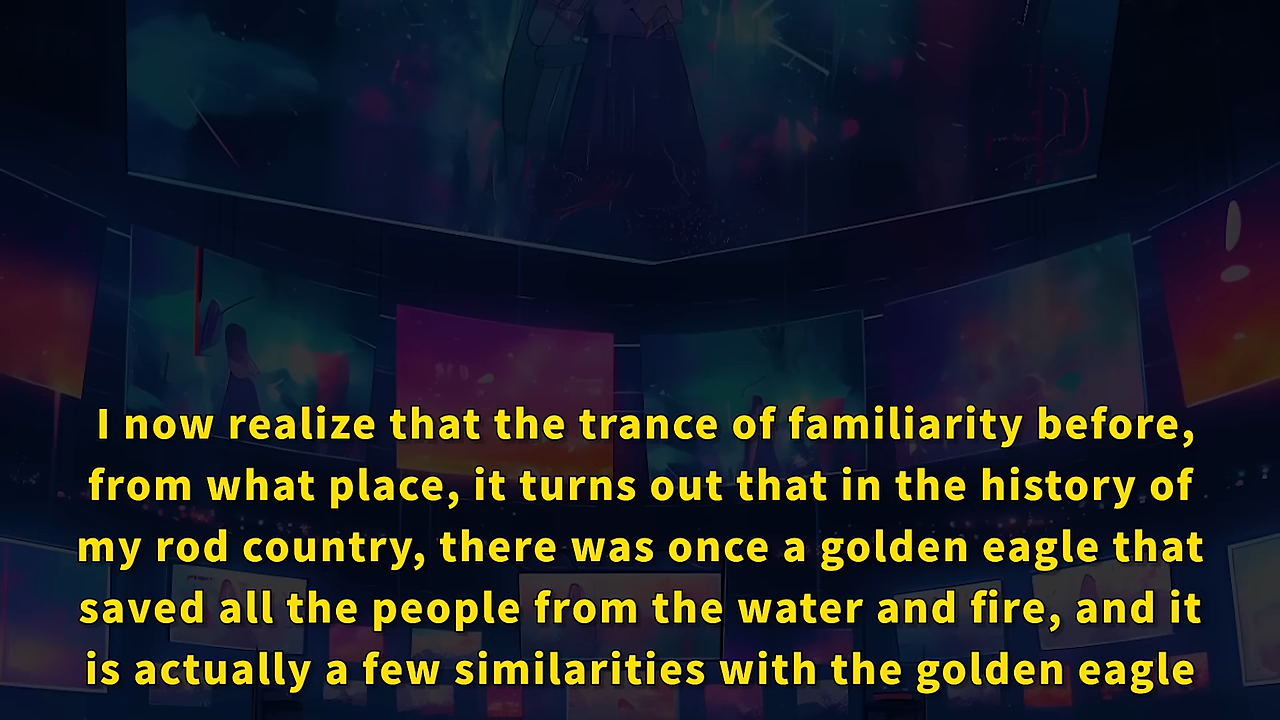 I now realize that the trance of familiarity before,
from what place, it turns out that in the history of
my rod country, there was once a golden eagle that
saved all the people from the water and fire, and it
is actually a few similarities with the golden eagle